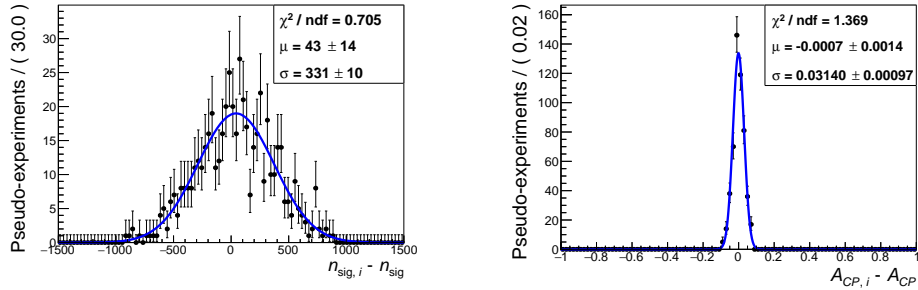 χ² / ndf = 0.705
μ = 43 ± 14
σ = 331 ± 10
Pseudo-experiments / ( 30.0 )
35
30
25
20
15
10
5
0
−1500 −1000 −500 0 500 1000 1500
n_sig, i - n_sig
χ² / ndf = 1.369
μ = -0.0007 ± 0.0014
σ = 0.03140 ± 0.00097
Pseudo-experiments / ( 0.02 )
160
140
120
100
80
60
40
20
0
−1 −0.8 −0.6 −0.4 −0.2 0 0.2 0.4 0.6 0.8 1
A_CP, i - A_CP